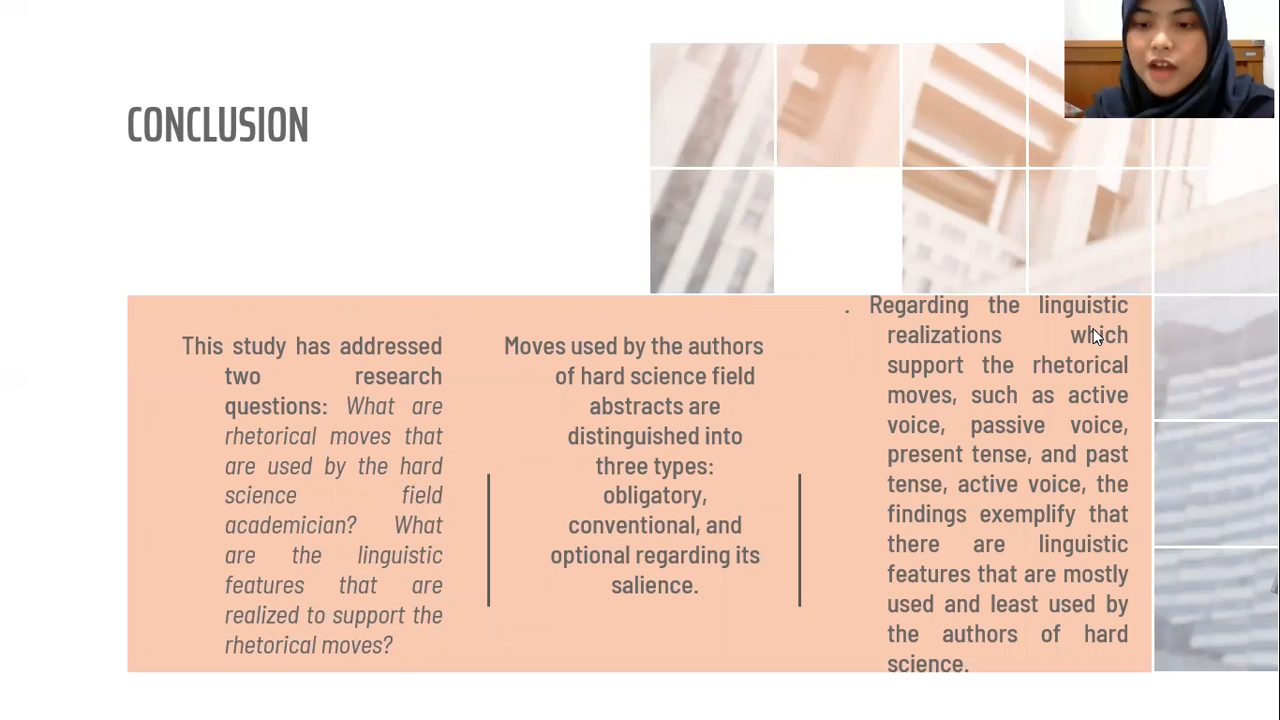 CONCLUSION
This study has addressed
two research
questions: What are
rhetorical moves that
are used by the hard
science field
academician? What
are the linguistic
features that are
realized to support the
rhetorical moves?
Moves used by the authors
of hard science field
abstracts are
distinguished into
three types:
obligatory,
conventional, and
optional regarding its
salience.
. Regarding the linguistic
realizations which
support the rhetorical
moves, such as active
voice, passive voice,
present tense, and past
tense, active voice, the
findings exemplify that
there are linguistic
features that are mostly
used and least used by
the authors of hard
science.